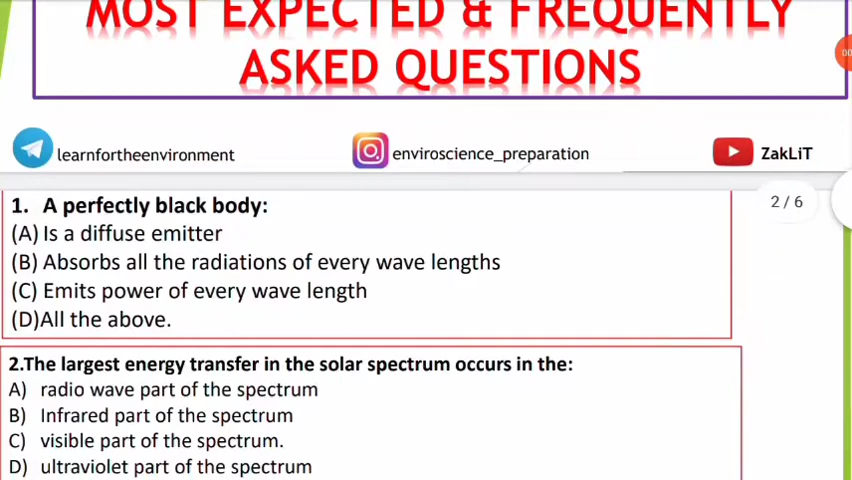 MOST EXPECTED & FREQUENTLY
ASKED QUESTIONS
00
learnfortheenvironment
enviroscience_preparation
ZakLiT
2 / 6
1. A perfectly black body:
(A) Is a diffuse emitter
(B) Absorbs all the radiations of every wave lengths
(C) Emits power of every wave length
(D)All the above.
2.The largest energy transfer in the solar spectrum occurs in the:
A) radio wave part of the spectrum
B) Infrared part of the spectrum
C) visible part of the spectrum.
D) ultraviolet part of the spectrum